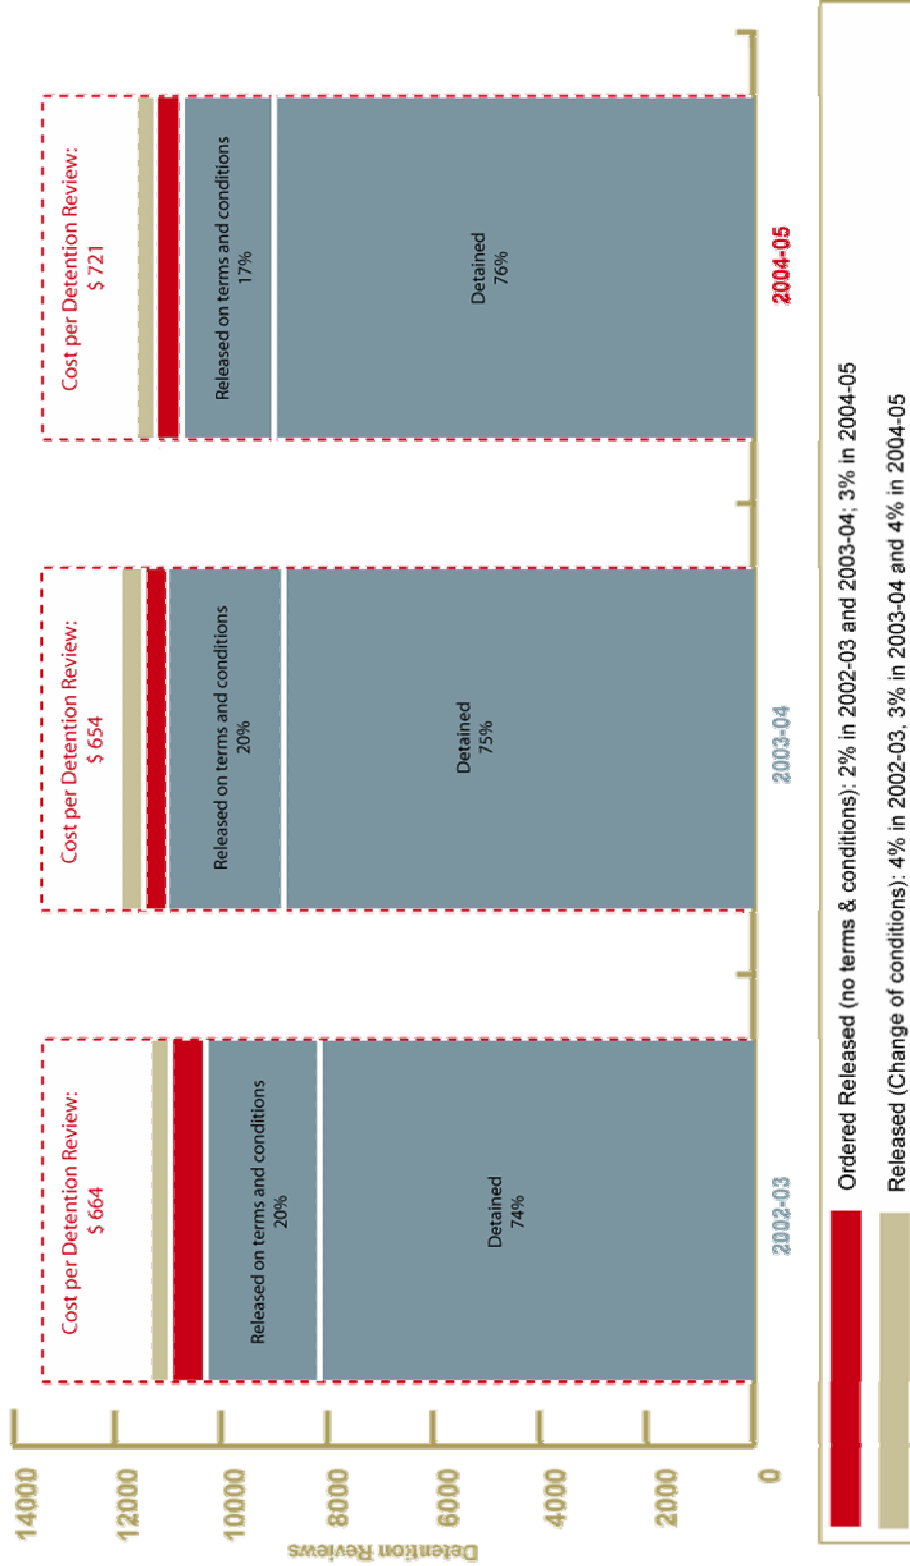 14000
12000
10000
8000
6000
4000
2000
0
Detention Reviews
Cost per Detention Review:
$ 664
Released on terms and conditions
20%
Detained
74%
2002-03
Cost per Detention Review:
$ 654
Released on terms and conditions
20%
Detained
75%
2003-04
Cost per Detention Review:
$ 721
Released on terms and conditions
17%
Detained
76%
2004-05
Ordered Released (no terms & conditions): 2% in 2002-03 and 2003-04; 3% in 2004-05
Released (Change of conditions): 4% in 2002-03, 3% in 2003-04 and 4% in 2004-05